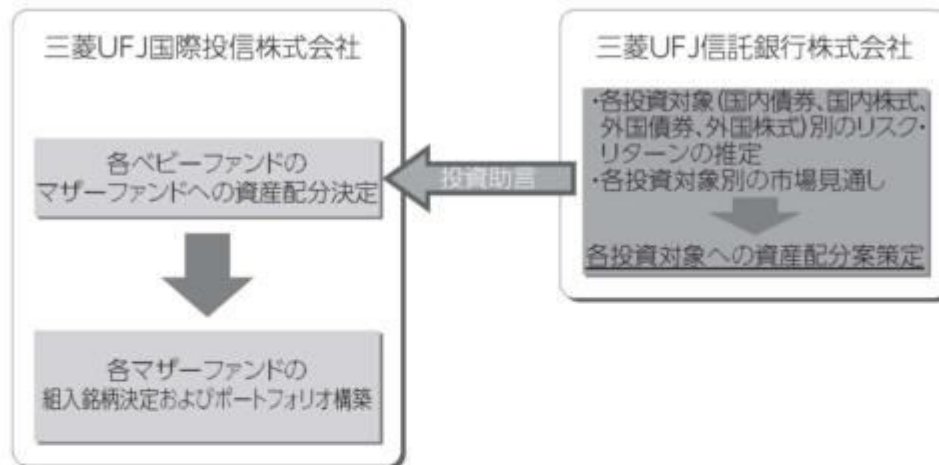 三菱UFJ国際投信株式会社
各ベビーファンドの
マザーファンドへの資産配分決定
各マザーファンドの
組入銘柄決定およびポートフォリオ構築
投資助言
三菱UFJ信託銀行株式会社
・各投資対象(国内債券、国内株式、
外国債券、外国株式)別のリスク・
リターンの推定
・各投資対象別の市場見通し
各投資対象への資産配分案策定